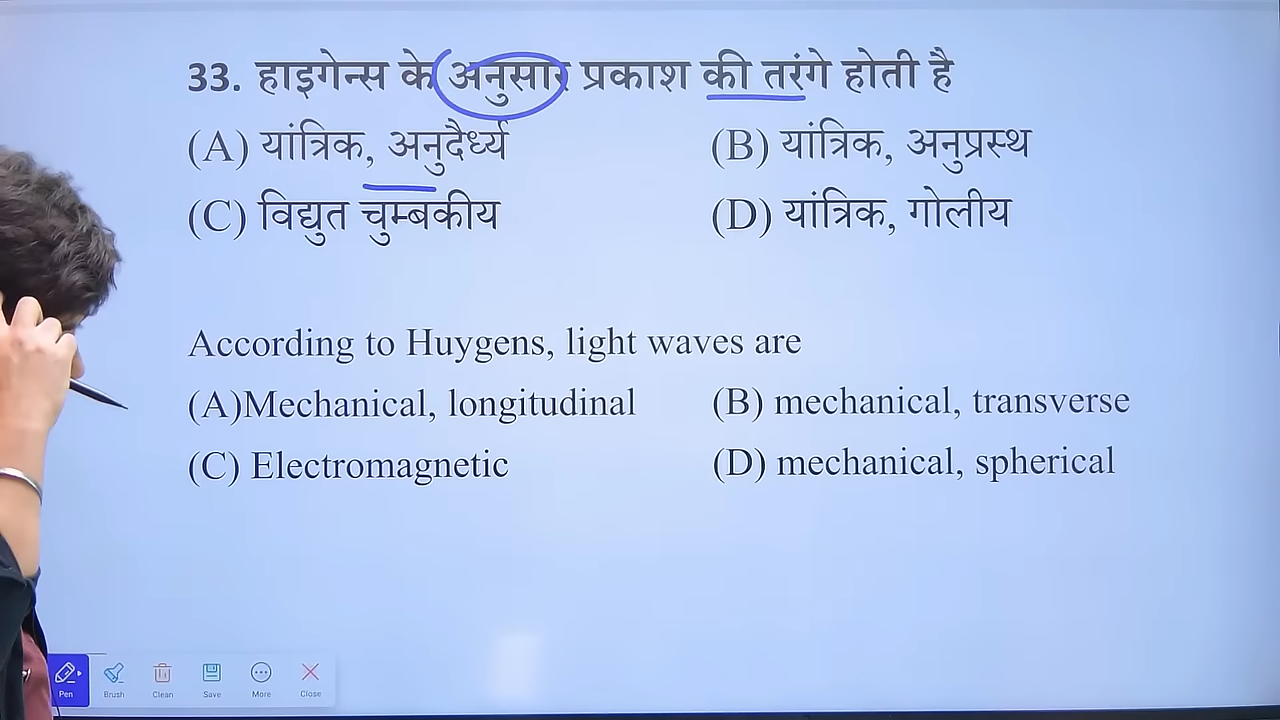 33. हाइगेन्स के अनुसार प्रकाश की तरंगे होती है
(A) यांत्रिक, अनुदैर्ध्य (B) यांत्रिक, अनुप्रस्थ
(C) विद्युत चुम्बकीय (D) यांत्रिक, गोलीय
According to Huygens, light waves are
(A)Mechanical, longitudinal (B) mechanical, transverse
(C) Electromagnetic (D) mechanical, spherical
Pen Brush Clean Save More Close